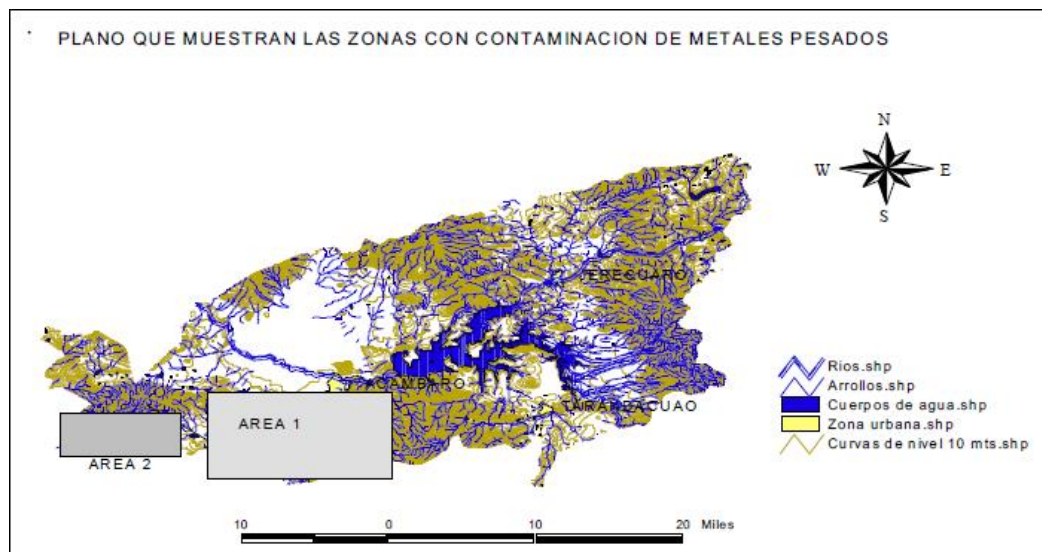 PLANO QUE MUESTRAN LAS ZONAS CON CONTAMINACION DE METALES PESADOS
N
W E
S
JERECUARO
ACAMBARO
TARANDACUAO
AREA 1
AREA 2
Rios.shp
Arrollos.shp
Cuerpos de agua.shp
Zona urbana.shp
Curvas de nivel 10 mts.shp
10 0 10 20 Miles